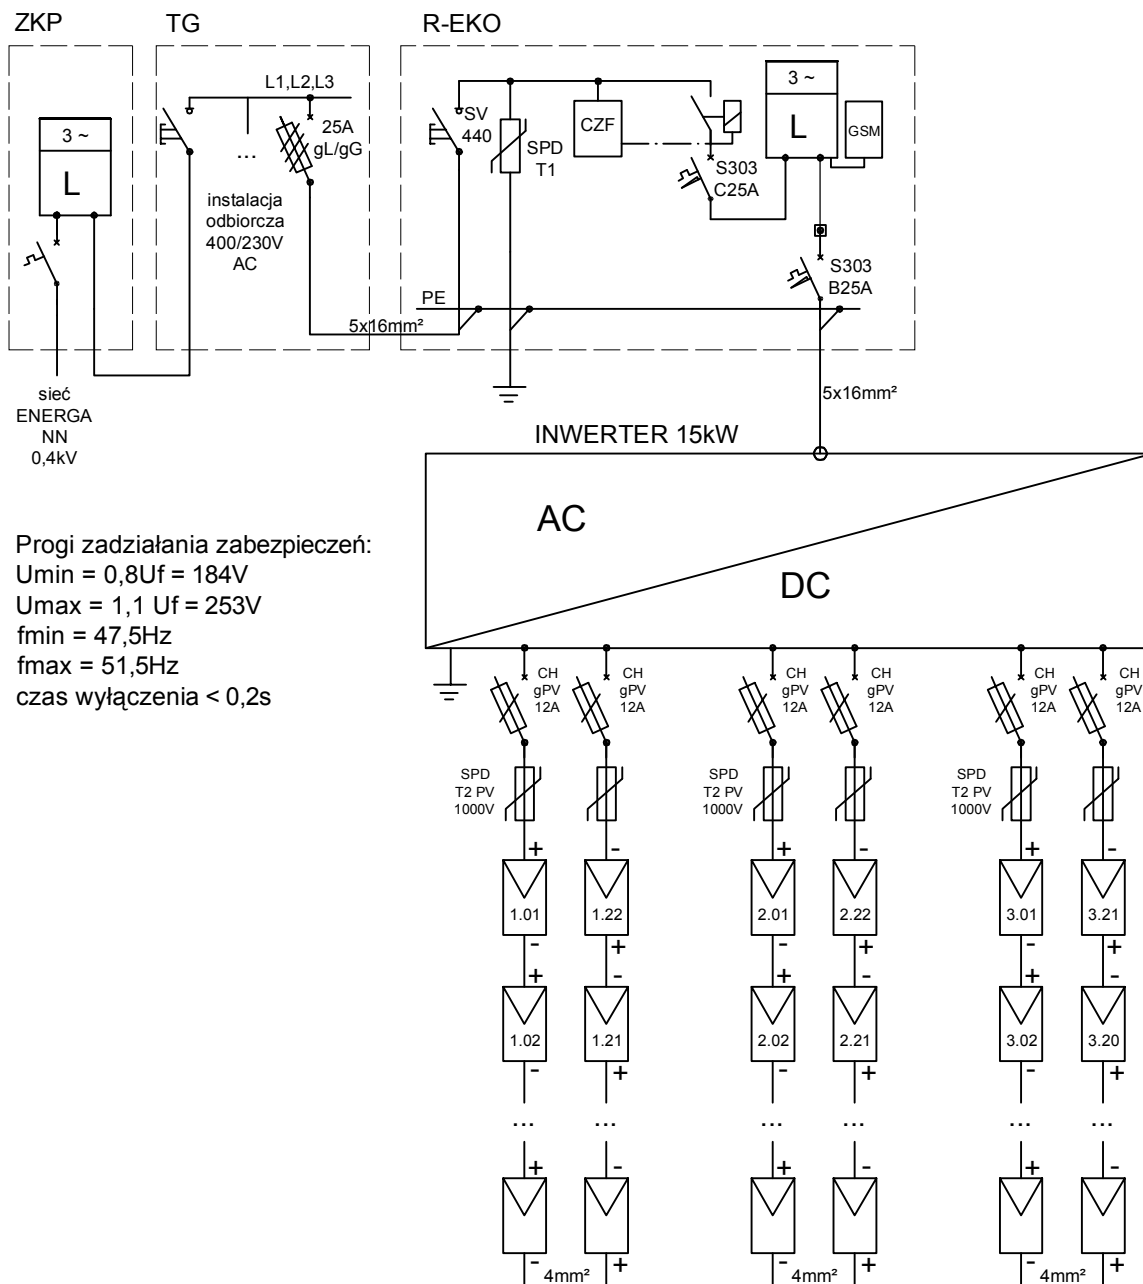 ZKP
TG
R-EKO
3 ~
L
sieć
ENERGA
NN
0,4kV
L1,L2,L3
25A
gL/gG
...
instalacja
odbiorcza
400/230V
AC
5x16mm²
SV
440
SPD
T1
CZF
S303
C25A
3 ~
L
GSM
S303
B25A
PE
5x16mm²
INWERTER 15kW
AC
DC
Progi zadziałania zabezpieczeń:
Umin = 0,8Uf = 184V
Umax = 1,1 Uf = 253V
fmin = 47,5Hz
fmax = 51,5Hz
czas wyłączenia < 0,2s
CH
gPV
12A
CH
gPV
12A
CH
gPV
12A
CH
gPV
12A
CH
gPV
12A
CH
gPV
12A
SPD
T2 PV
1000V
SPD
T2 PV
1000V
SPD
T2 PV
1000V
+ - + - + -
1.01 1.22 2.01 2.22 3.01 3.21
- + - + - +
+ - + - + -
1.02 1.21 2.02 2.21 3.02 3.20
- + - + - +
... ... ... ... ... ...
+ - + - + -
- + - + - +
4mm² 4mm² 4mm²